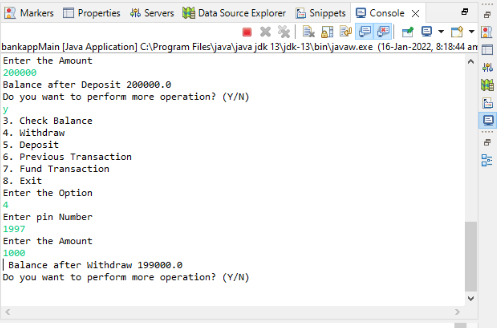 Markers Properties Servers Data Source Explorer Snippets Console
bankappMain [Java Application] C:\Program Files\java\java jdk 13\jdk-13\bin\javaw.exe (16-Jan-2022, 8:18:44 am
Enter the Amount
200000
Balance after Deposit 200000.0
Do you want to perform more operation? (Y/N)
y
3. Check Balance
4. Withdraw
5. Deposit
6. Previous Transaction
7. Fund Transaction
8. Exit
Enter the Option
4
Enter pin Number
1997
Enter the Amount
1000
Balance after Withdraw 199000.0
Do you want to perform more operation? (Y/N)